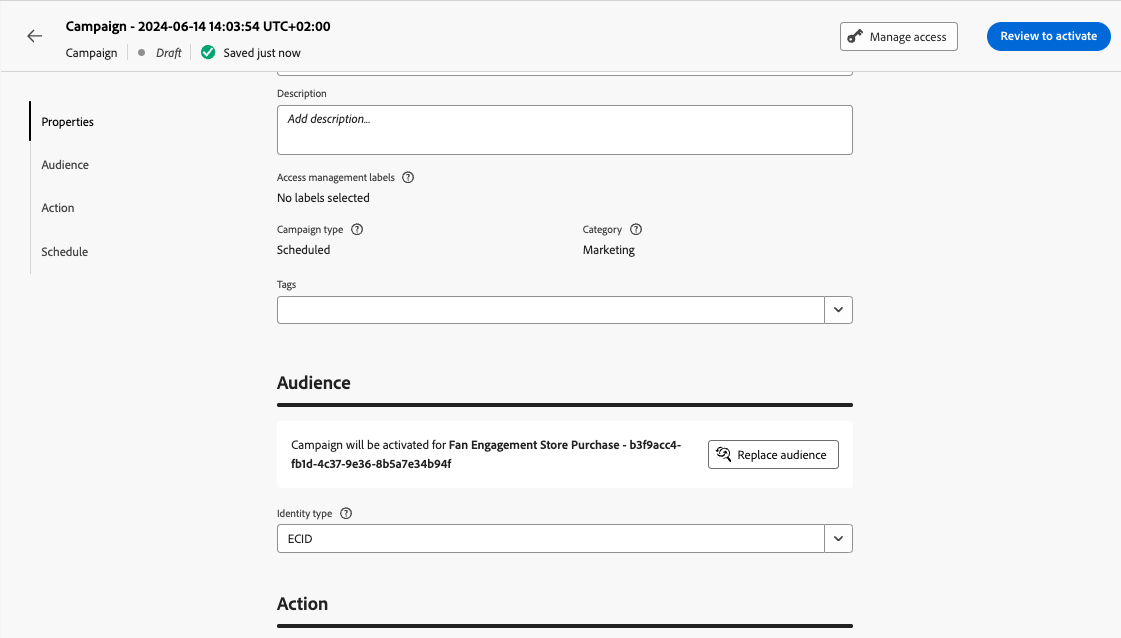 Campaign - 2024-06-14 14:03:54 UTC+02:00
Campaign Draft Saved just now
Manage access
Review to activate
Properties
Audience
Action
Schedule
Description
Add description...
Access management labels
No labels selected
Campaign type
Scheduled
Category
Marketing
Tags
Audience
Campaign will be activated for Fan Engagement Store Purchase - b3f9acc4-
fb1d-4c37-9e36-8b5a7e34b94f
Replace audience
Identity type
ECID
Action